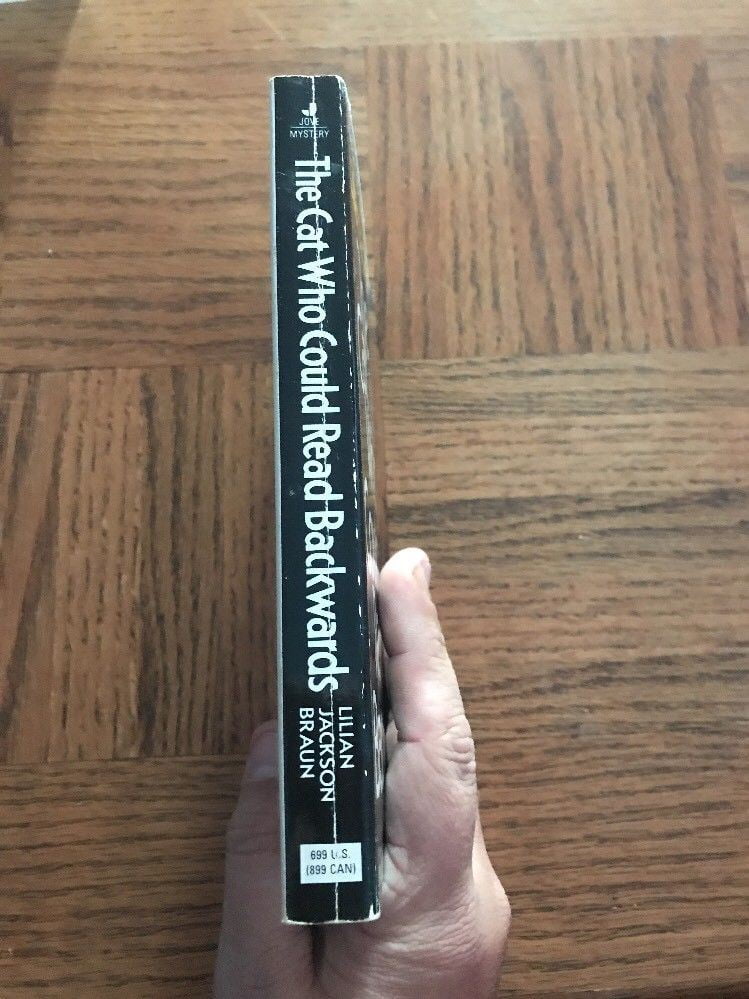 JOVE
MYSTERY
The Cat Who Could Read Backwards
LILIAN
JACKSON
BRAUN
699 U.S.
(899 CAN)